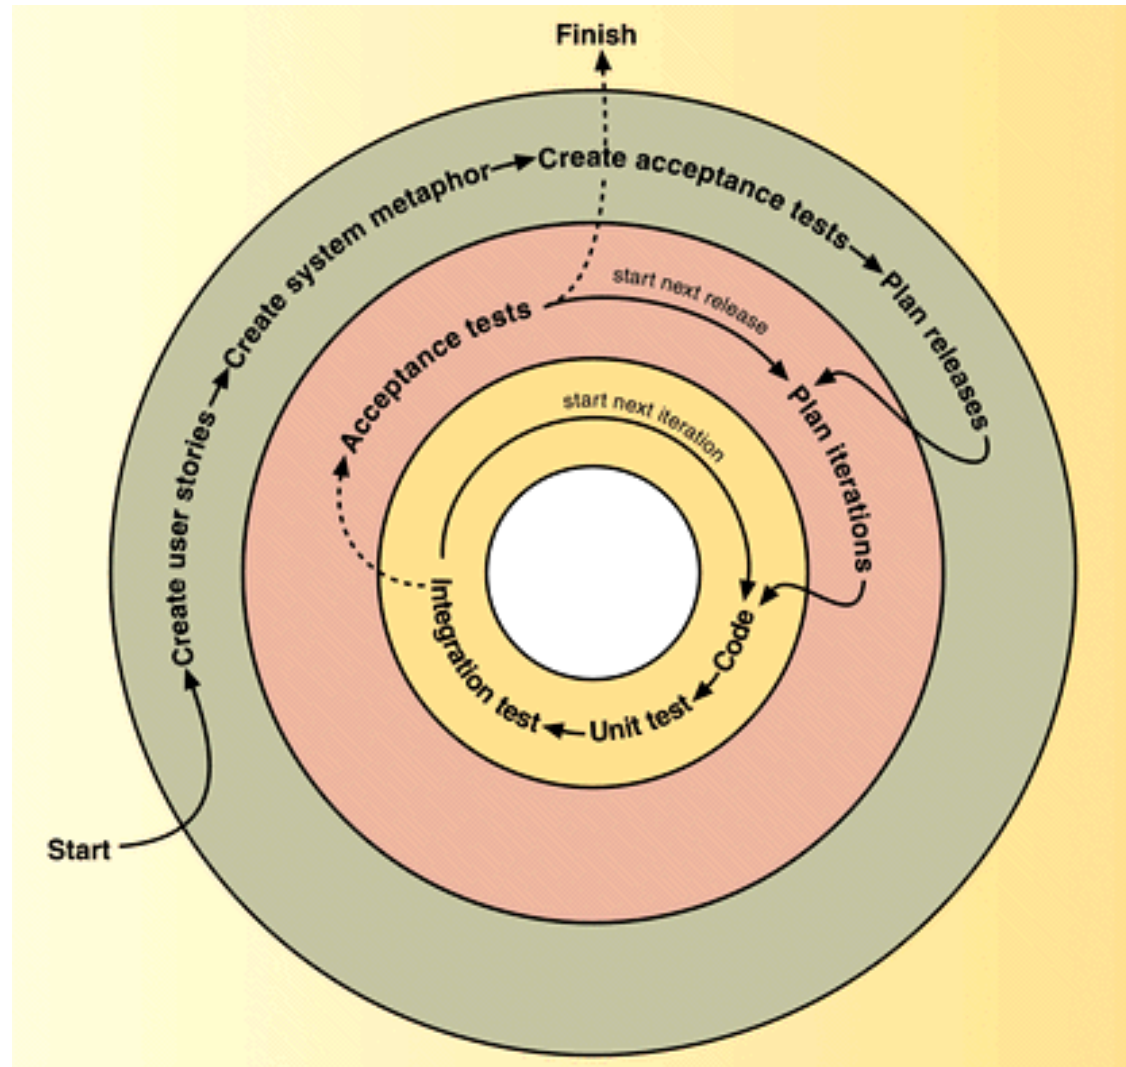 Finish
Create acceptance tests
Create system metaphor
Plan releases
start next release
Acceptance tests
Plan iterations
start next iteration
Create user stories
Code
Integration test
Unit test
Start